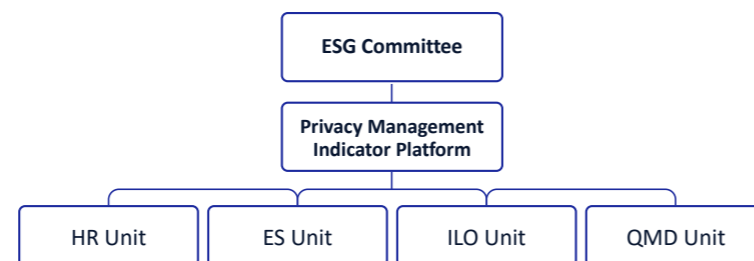 ESG Committee
Privacy Management
Indicator Platform
HR Unit
ES Unit
ILO Unit
QMD Unit